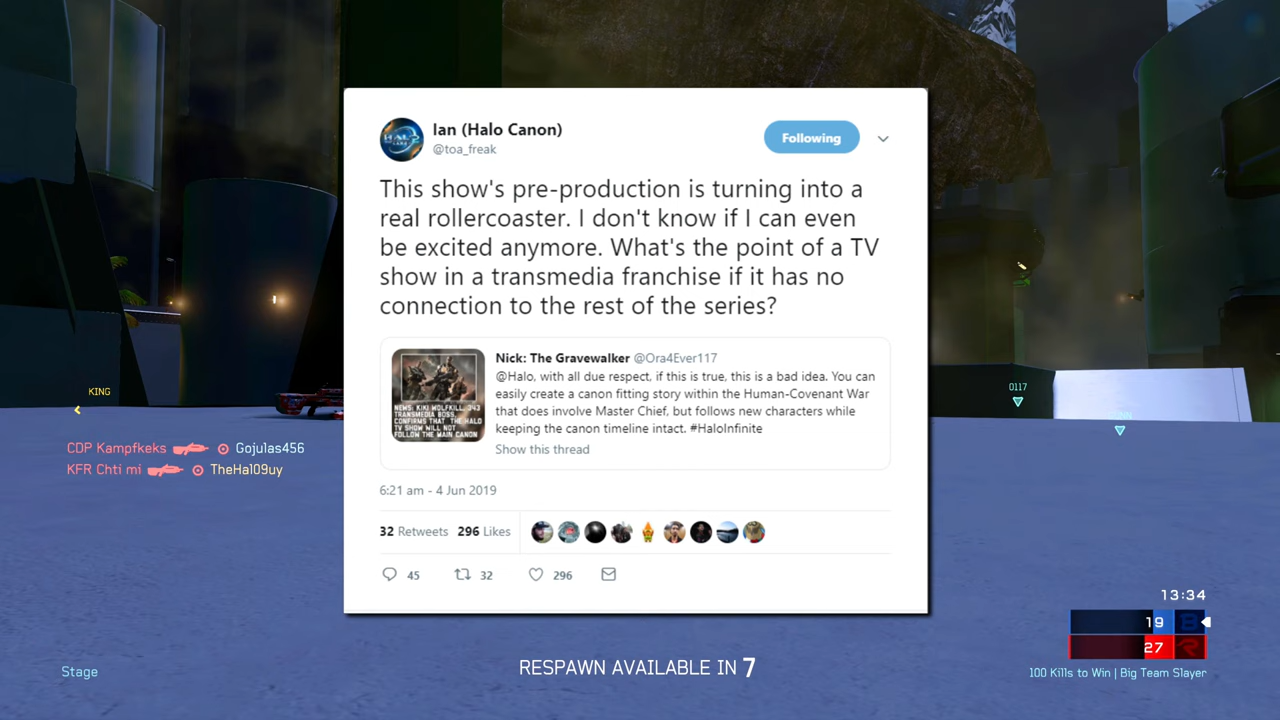 Ian (Halo Canon)
@toa_freak
Following
This show's pre-production is turning into a
real rollercoaster. I don't know if I can even
be excited anymore. What's the point of a TV
show in a transmedia franchise if it has no
connection to the rest of the series?
Nick: The Gravewalker @Ora4Ever117
@Halo, with all due respect, if this is true, this is a bad idea. You can
easily create a canon fitting story within the Human-Covenant War
that does involve Master Chief, but follows new characters while
keeping the canon timeline intact. #HaloInfinite
Show this thread
NEWS: KIKI WOLFKILL, 343
TRANSMEDIA BOSS,
CONFIRMS THAT THE HALO
TV SHOW WILL NOT
FOLLOW THE MAIN CANON
6:21 am - 4 Jun 2019
32 Retweets 296 Likes
45 32 296
KING
0117
CDP Kampfkeks Gojulas456
KFR Chti mi TheHal09uy
13:34
19
27
100 Kills to Win | Big Team Slayer
Stage
RESPAWN AVAILABLE IN 7